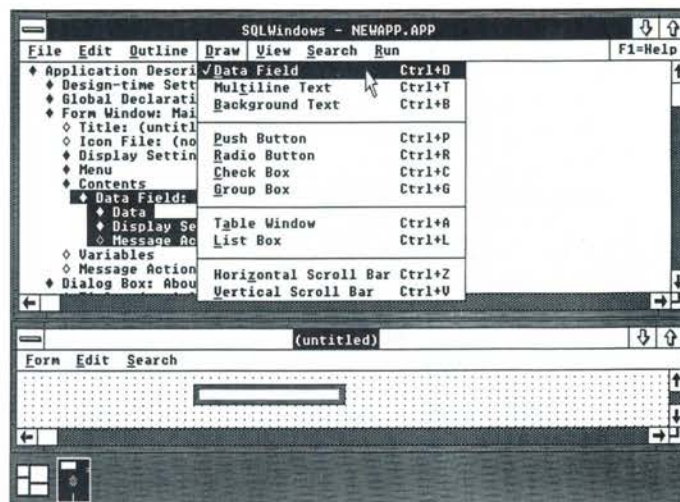 SQLWindows - NEWAPP.APP
File Edit Outline Draw View Search Run F1=Help
Application Descri
Design-time Sett
Global Declarati
Form Window: Mai
Title: (untitl
Icon File: (no
Display Settin
Menu
Contents
Data Field:
Data
Display Se
Message Ac
Variables
Message Action
Dialog Box: Abou
✓Data Field Ctrl+D
Multiline Text Ctrl+T
Background Text Ctrl+B
Push Button Ctrl+P
Radio Button Ctrl+R
Check Box Ctrl+C
Group Box Ctrl+G
Table Window Ctrl+A
List Box Ctrl+L
Horizontal Scroll Bar Ctrl+Z
Vertical Scroll Bar Ctrl+V
(untitled)
Form Edit Search